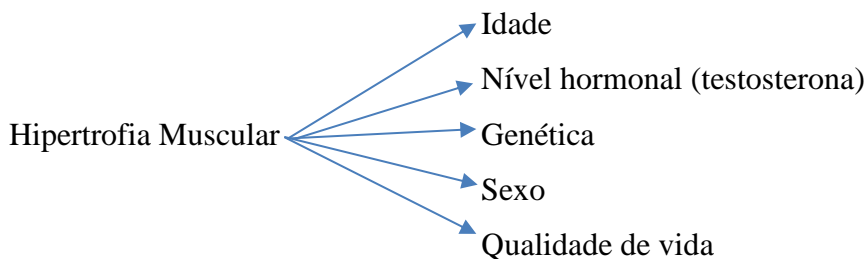 Idade
Nível hormonal (testosterona)
Hipertrofia Muscular
Genética
Sexo
Qualidade de vida